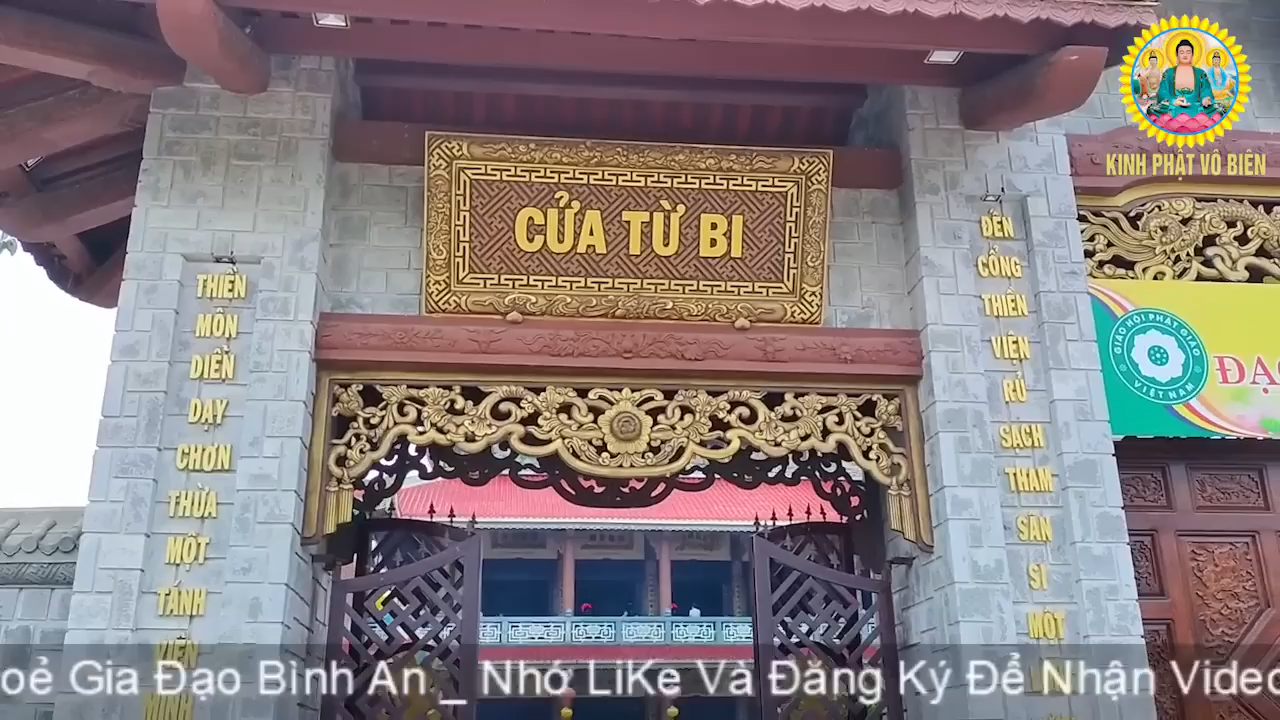 KINH PHẬT VÔ BIÊN
CỬA TỪ BI
THIỀN
MÔN
DIỄN
DẠY
CHƠN
THỪA
MỘT
TÁNH
VIÊN
MINH
ĐẾN
CỔNG
THIỀN
VIỆN
RŨ
SẠCH
THAM
SÂN
SI
MỘT
GIÁO HỘI PHẬT GIÁO
VIỆT NAM
ĐẠO
oẻ Gia Đạo Bình An _ Nhớ LiKe Và Đăng Ký Để Nhận Video